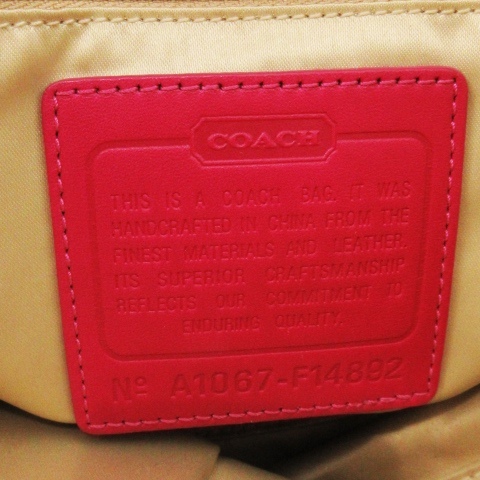 COACH
THIS IS A COACH BAG. IT WAS
HANDCRAFTED IN CHINA FROM THE
FINEST MATERIALS AND LEATHER.
ITS SUPERIOR CRAFTSMANSHIP
REFLECTS OUR COMMITMENT TO
ENDURING QUALITY.
Nº A1067-F14892